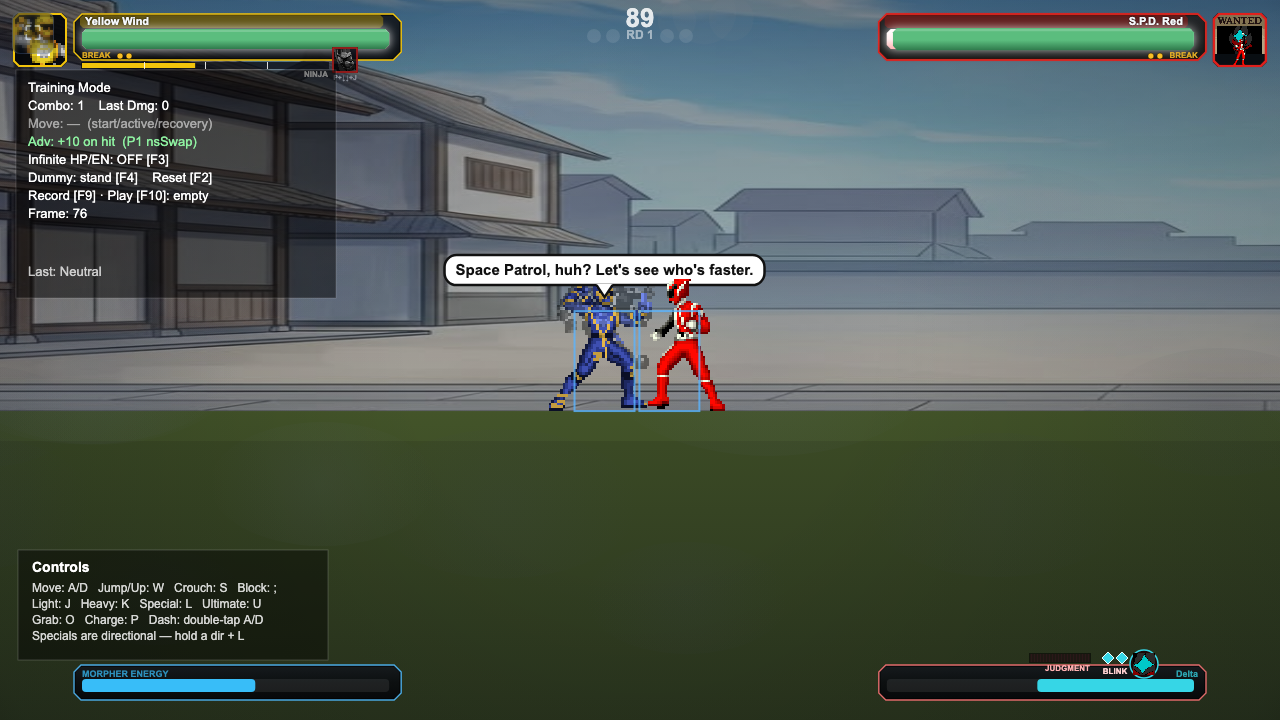 Yellow Wind
BREAK
NINJA
89
RD 1
S.P.D. Red
BREAK
WANTED
Training Mode
Combo: 1 Last Dmg: 0
Move: — (start/active/recovery)
Adv: +10 on hit (P1 nsSwap)
Infinite HP/EN: OFF [F3]
Dummy: stand [F4] Reset [F2]
Record [F9] · Play [F10]: empty
Frame: 76
Last: Neutral
Space Patrol, huh? Let's see who's faster.
Controls
Move: A/D Jump/Up: W Crouch: S Block: ;
Light: J Heavy: K Special: L Ultimate: U
Grab: O Charge: P Dash: double-tap A/D
Specials are directional — hold a dir + L
MORPHER ENERGY
JUDGMENT
BLINK
Delta